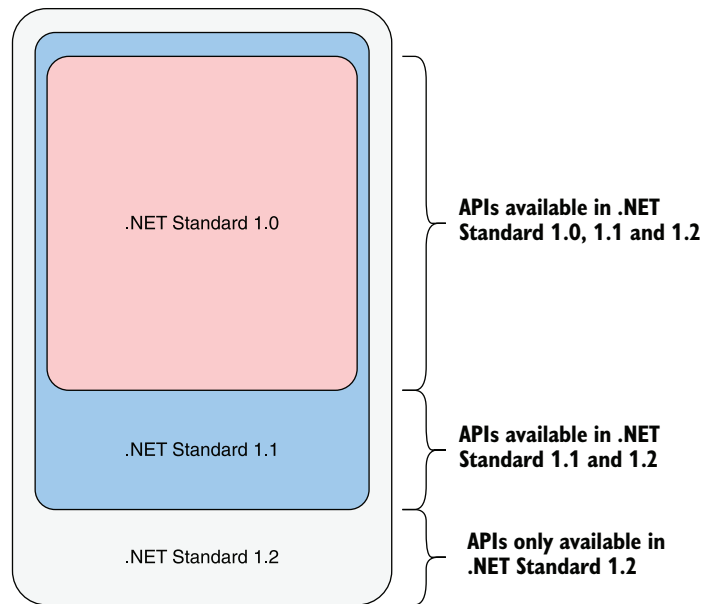 .NET Standard 1.0
APIs available in .NET
Standard 1.0, 1.1 and 1.2
.NET Standard 1.1
APIs available in .NET
Standard 1.1 and 1.2
.NET Standard 1.2
APIs only available in
.NET Standard 1.2